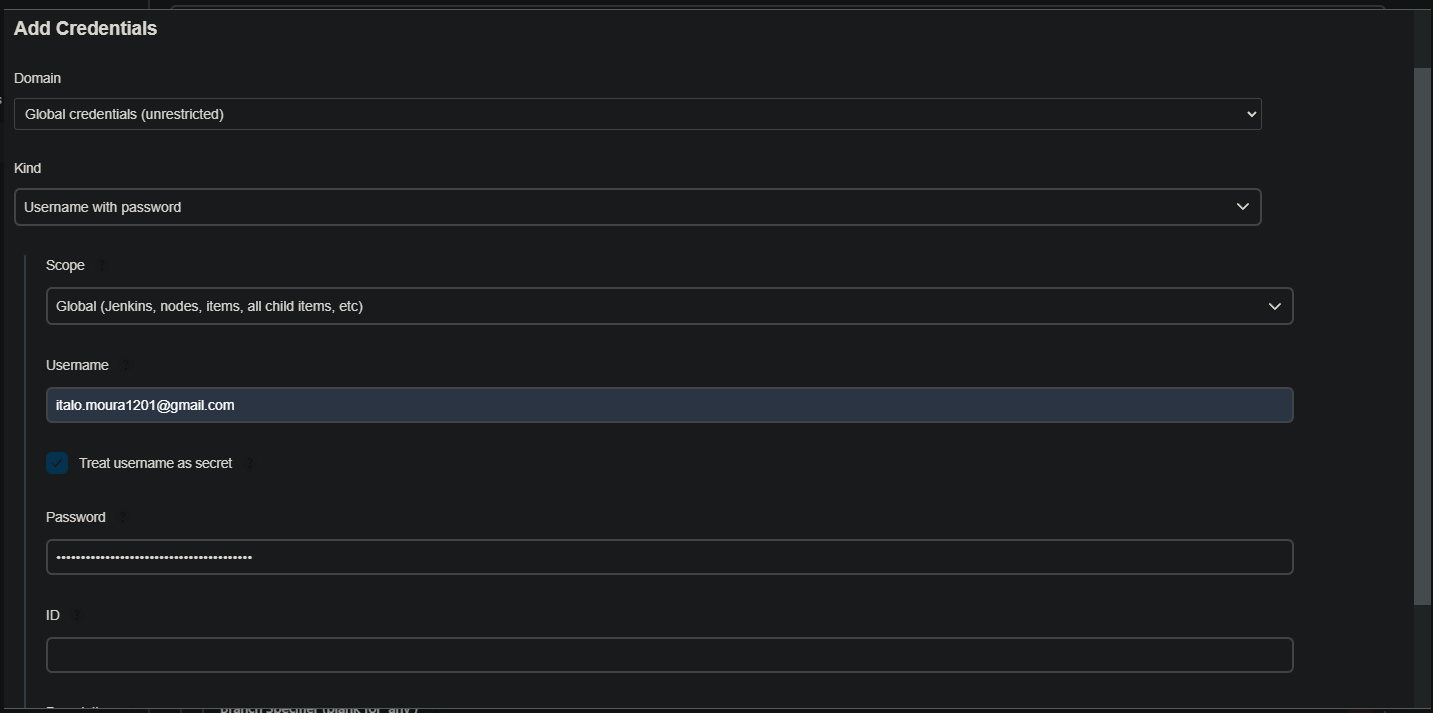 Add Credentials
Domain
Global credentials (unrestricted)
Kind
Username with password
Scope ?
Global (Jenkins, nodes, items, all child items, etc)
Username ?
italo.moura1201@gmail.com
Treat username as secret ?
Password ?
••••••••••••••••••••••••••••••••••••••••
ID ?
Branch Specifier (blank for 'any')